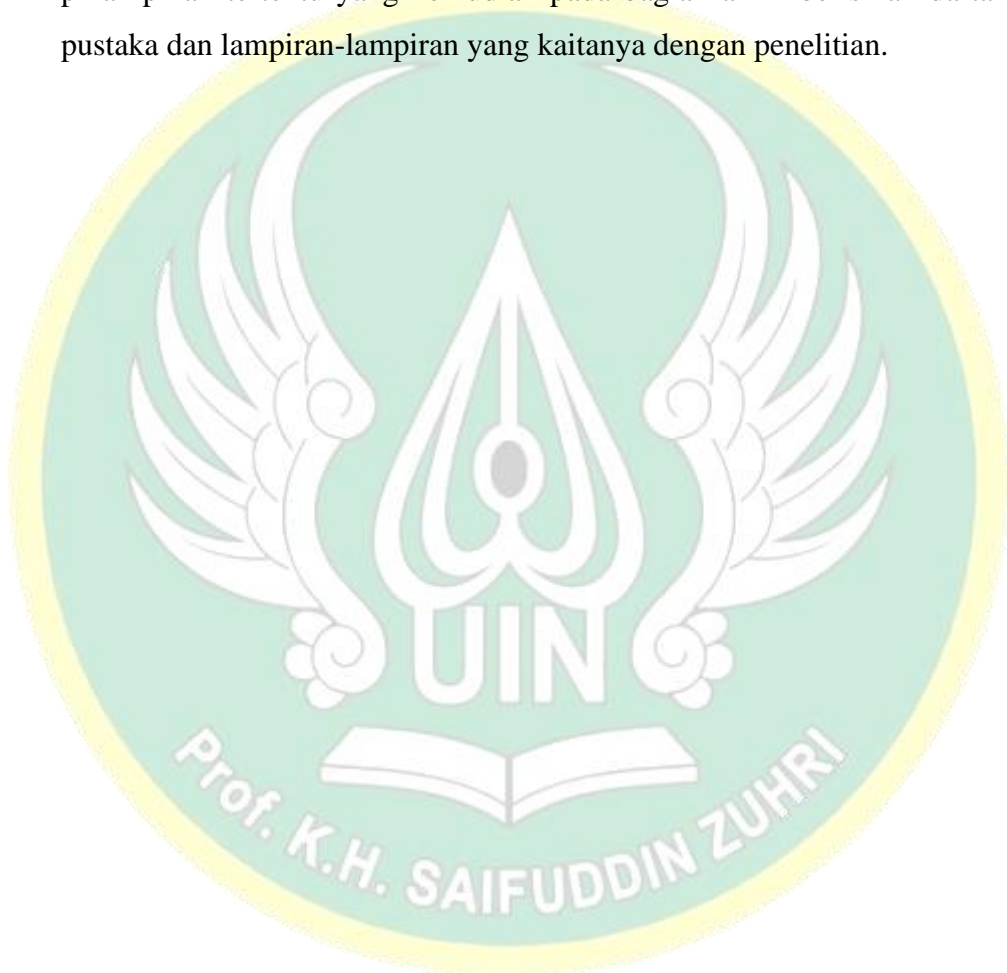 pustaka dan lampiran-lampiran yang kaitanya dengan penelitian.
UIN
Prof. K.H. SAIFUDDIN ZUHRI